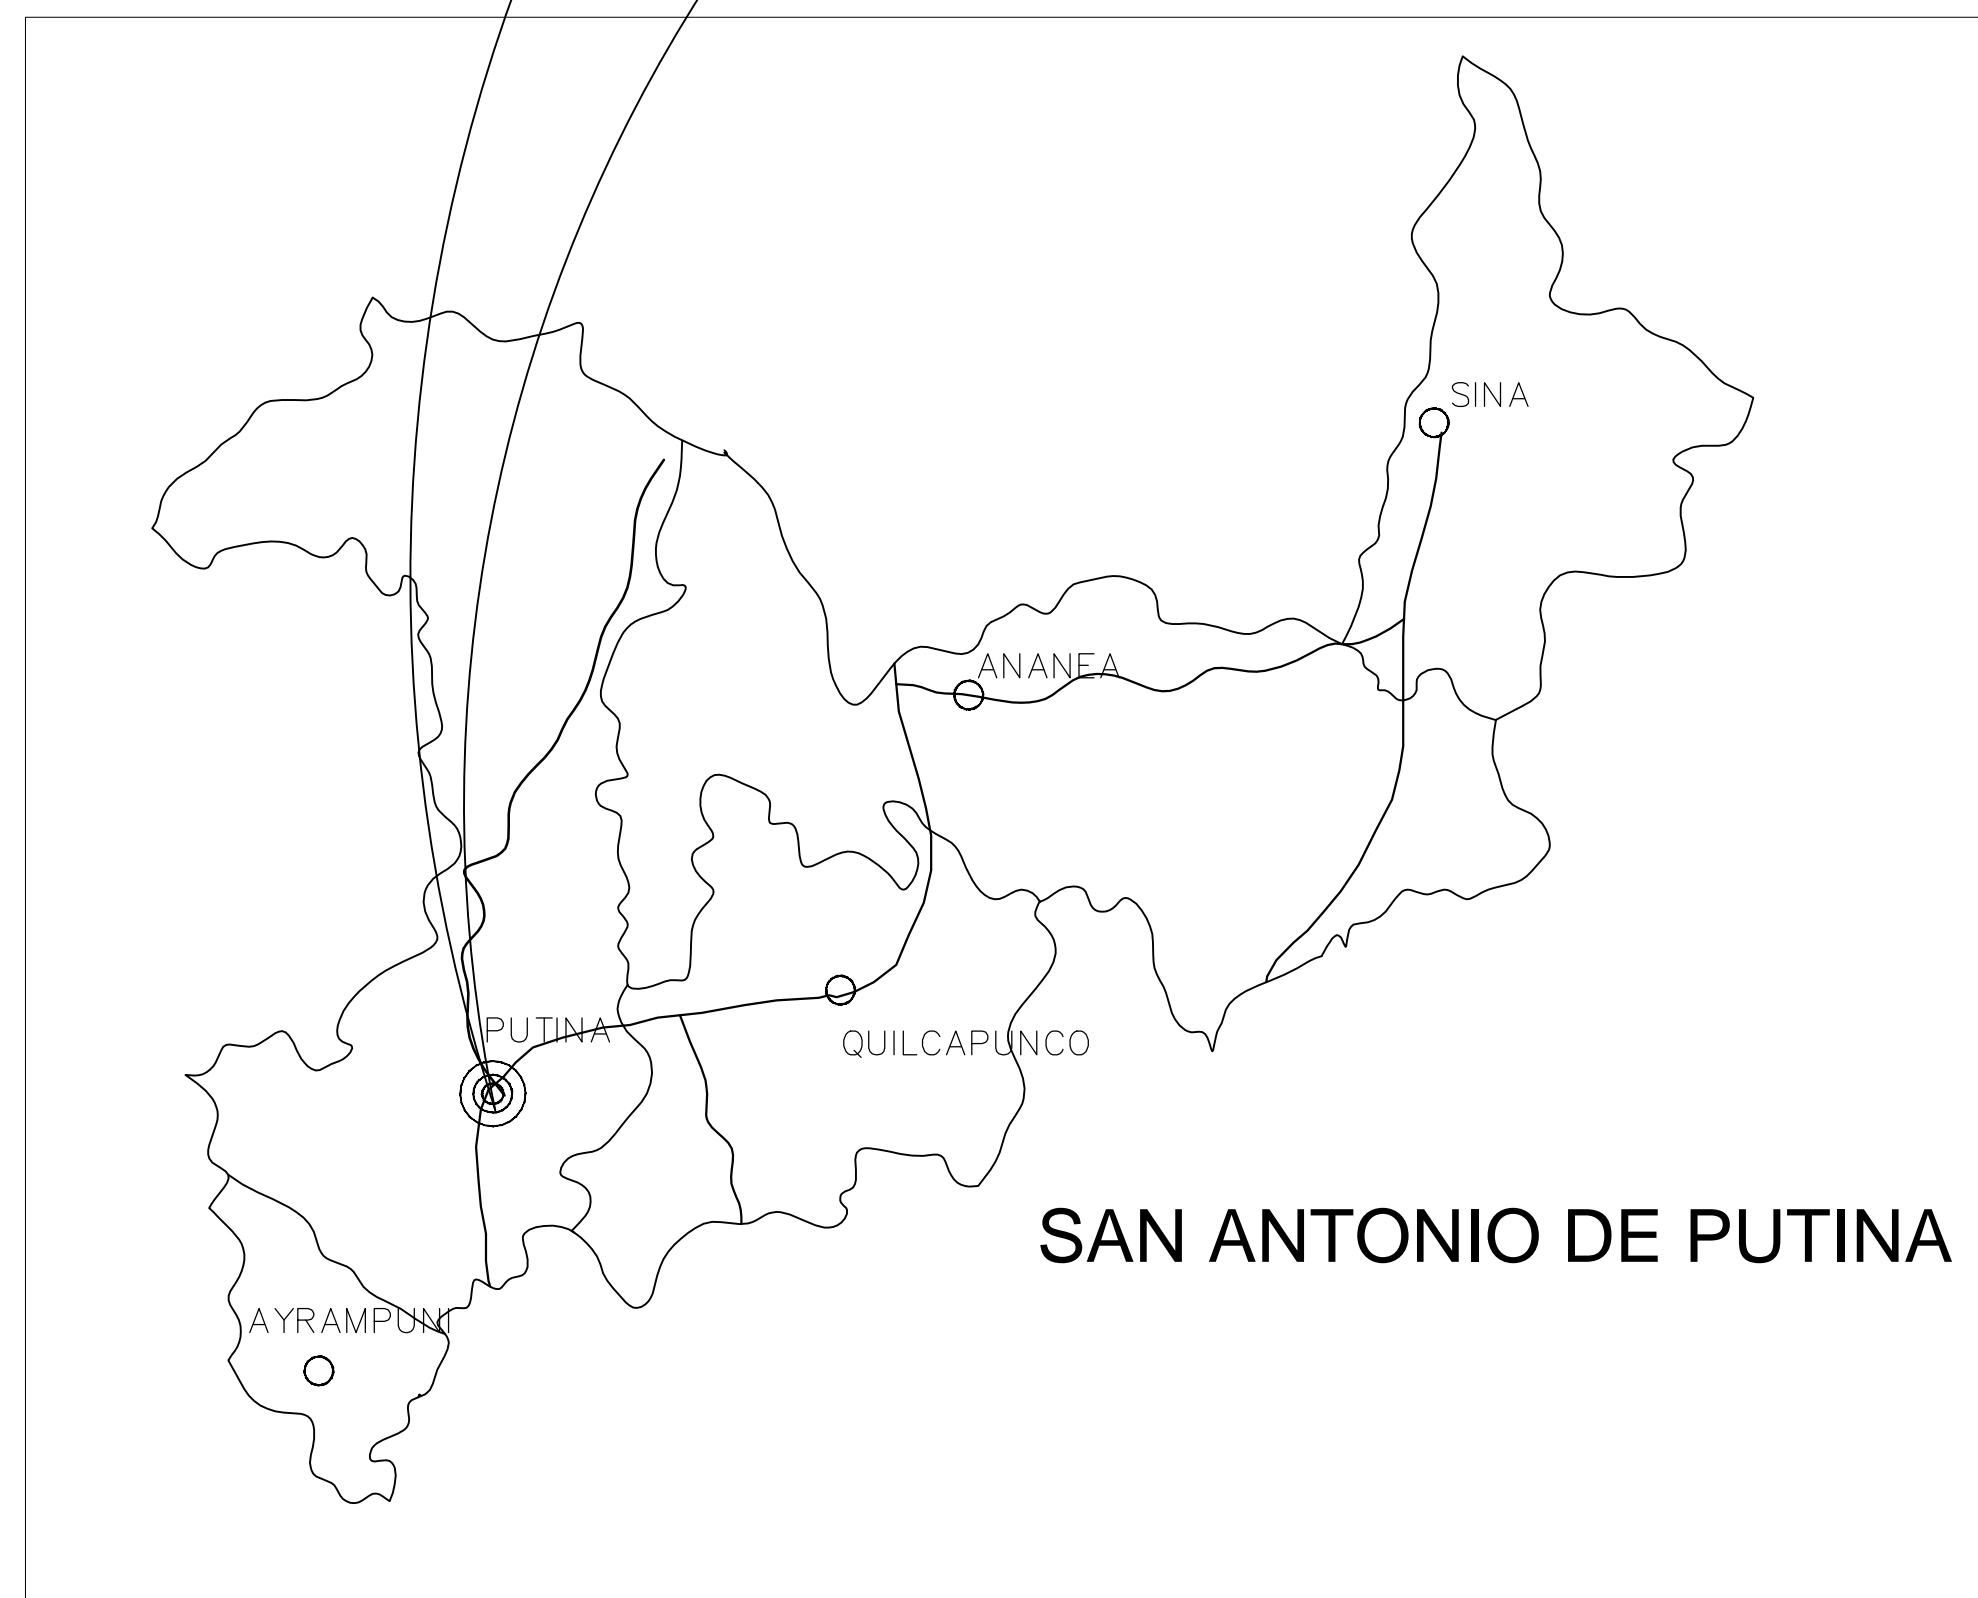 SINA
ANANEA
PUTINA
QUILCAPUNCO
SAN ANTONIO DE PUTINA
AYRAMPUNI